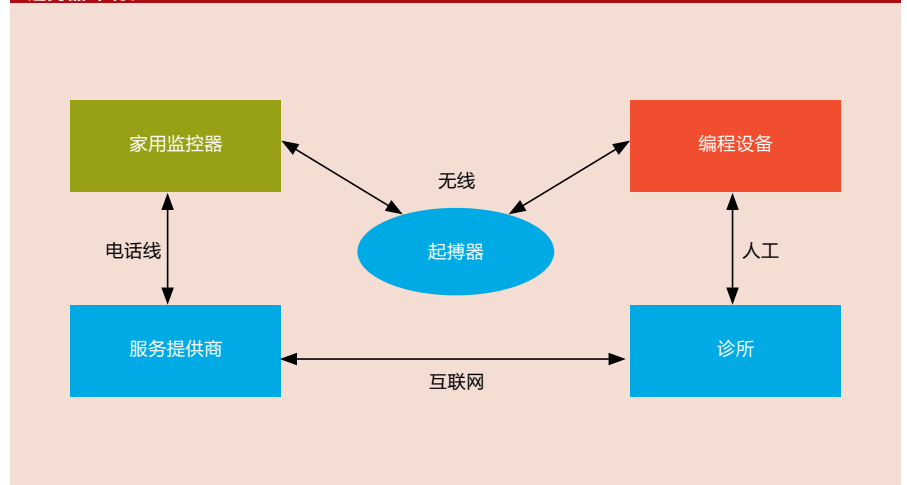 家用监控器
编程设备
无线
电话线
起搏器
人工
服务提供商
诊所
互联网